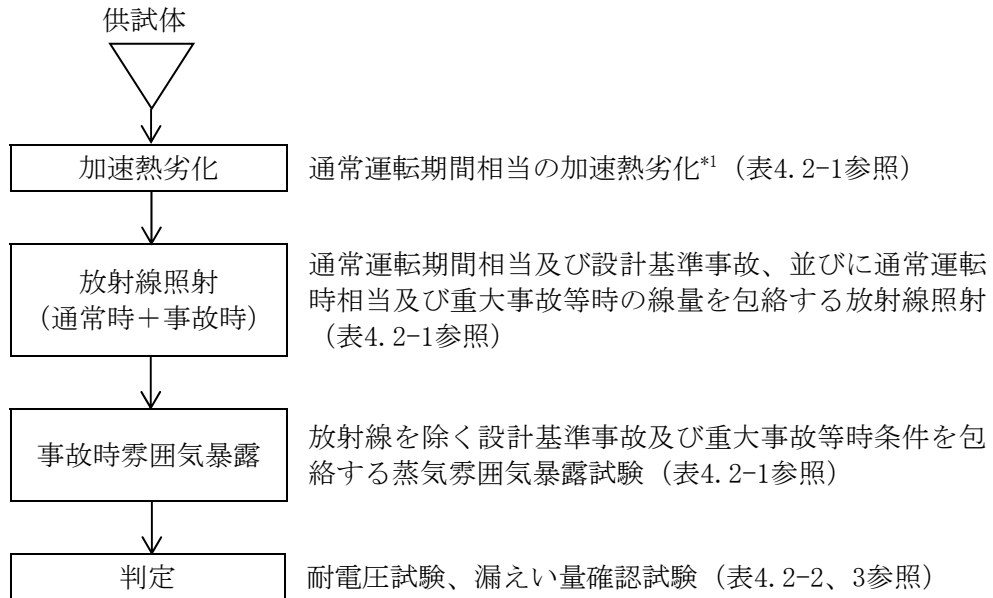 供試体
加速熱劣化
通常運転期間相当の加速熱劣化*1（表4.2-1参照）
放射線照射
（通常時＋事故時）
通常運転期間相当及び設計基準事故、並びに通常運転
時相当及び重大事故等時の線量を包絡する放射線照射
（表4.2-1参照）
事故時雰囲気暴露
放射線を除く設計基準事故及び重大事故等時条件を包
絡する蒸気雰囲気暴露試験（表4.2-1参照）
判定
耐電圧試験、漏えい量確認試験（表4.2-2、3参照）